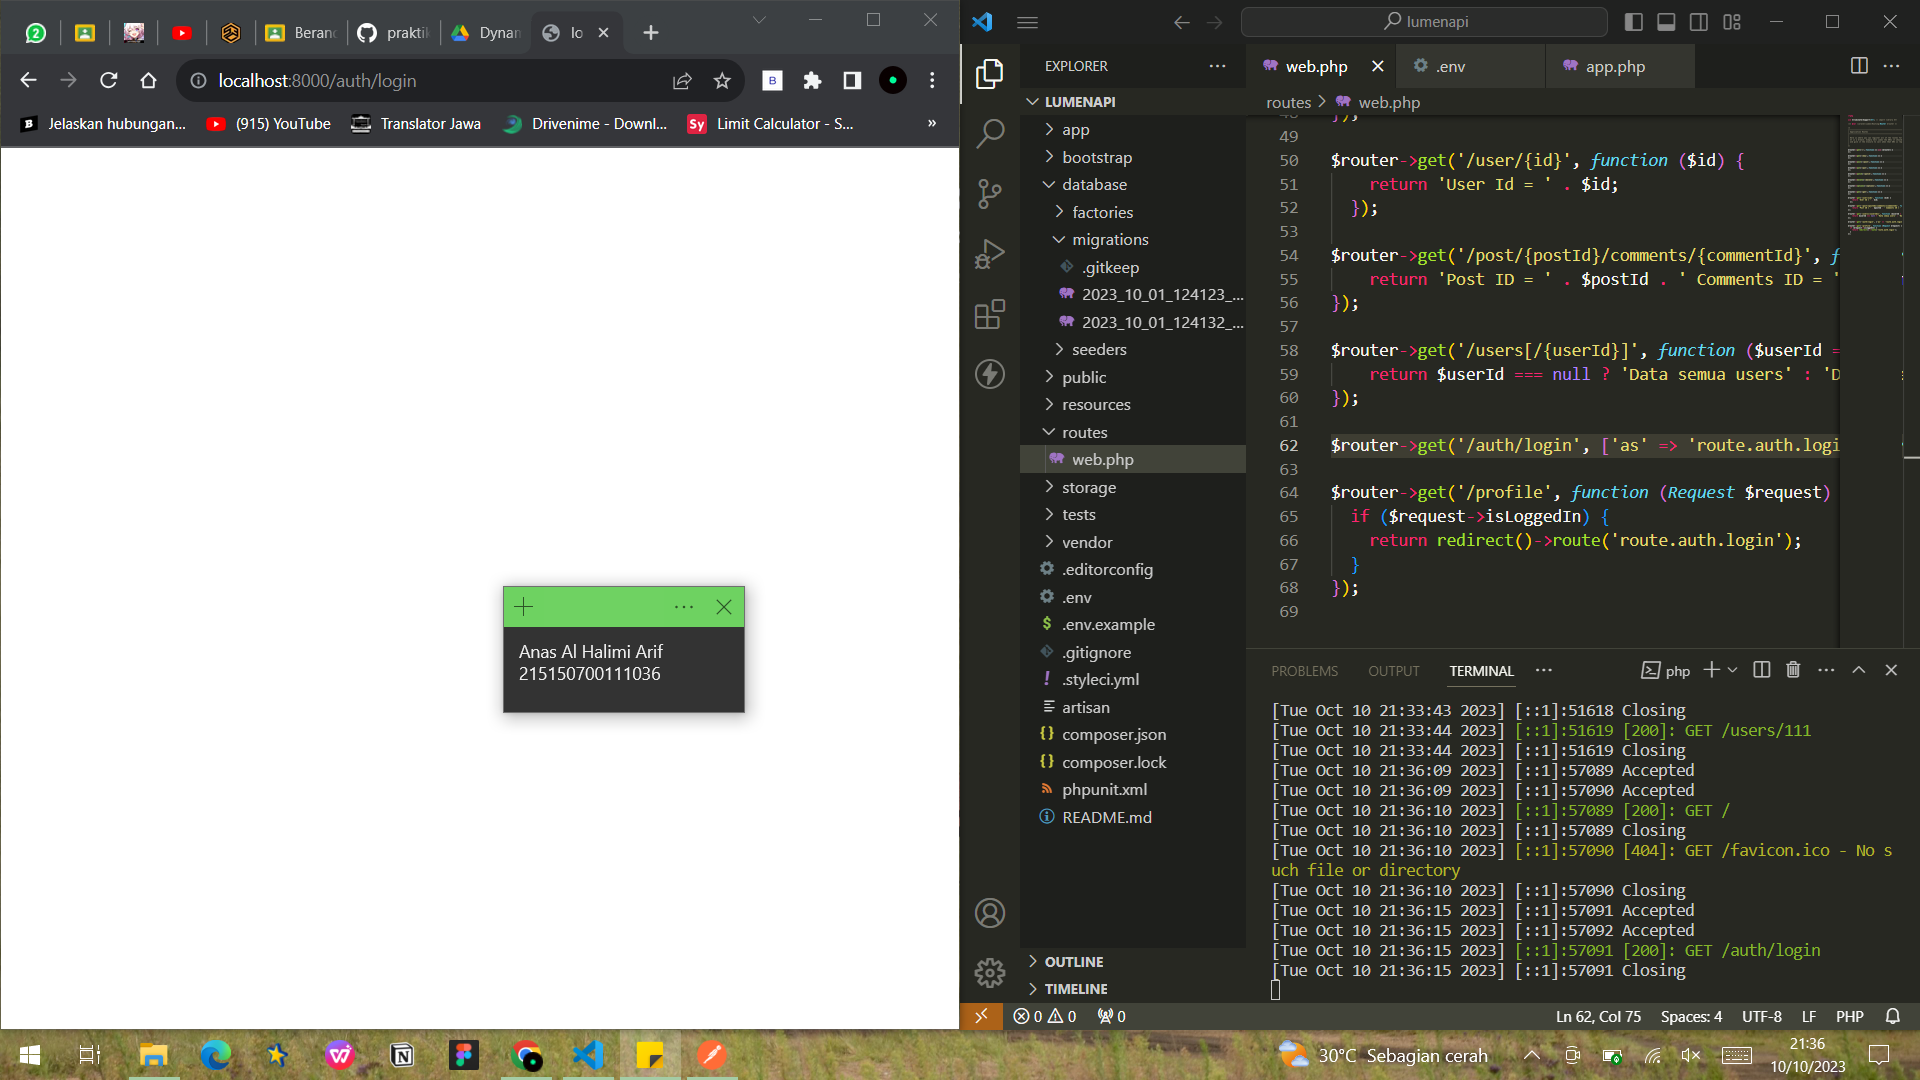 Beranc
praktik
Dynan
lo
localhost:8000/auth/login
Jelaskan hubungan...
(915) YouTube
Translator Jawa
Drivenime - Downl...
Sy
Limit Calculator - S...
»
Anas Al Halimi Arif
215150700111036
lumenapi
EXPLORER
web.php
.env
app.php
routes > web.php
LUMENAPI
app
bootstrap
database
factories
migrations
.gitkeep
2023_10_01_124123_...
2023_10_01_124132_...
seeders
public
resources
routes
web.php
storage
tests
vendor
.editorconfig
.env
.env.example
.gitignore
.styleci.yml
artisan
composer.json
composer.lock
phpunit.xml
README.md
OUTLINE
TIMELINE
49
50 $router->get('/user/{id}', function ($id) {
51 return 'User Id = ' . $id;
52 });
53
54 $router->get('/post/{postId}/comments/{commentId}', f
55 return 'Post ID = ' . $postId . ' Comments ID = '
56 });
57
58 $router->get('/users[/{userId}]', function ($userId =
59 return $userId === null ? 'Data semua users' : 'D
60 });
61
62 $router->get('/auth/login', ['as' => 'route.auth.logi
63
64 $router->get('/profile', function (Request $request)
65 if ($request->isLoggedIn) {
66 return redirect()->route('route.auth.login');
67 }
68 });
69
PROBLEMS OUTPUT TERMINAL ... php
[Tue Oct 10 21:33:43 2023] [::1]:51618 Closing
[Tue Oct 10 21:33:44 2023] [::1]:51619 [200]: GET /users/111
[Tue Oct 10 21:33:44 2023] [::1]:51619 Closing
[Tue Oct 10 21:36:09 2023] [::1]:57089 Accepted
[Tue Oct 10 21:36:09 2023] [::1]:57090 Accepted
[Tue Oct 10 21:36:10 2023] [::1]:57089 [200]: GET /
[Tue Oct 10 21:36:10 2023] [::1]:57089 Closing
[Tue Oct 10 21:36:10 2023] [::1]:57090 [404]: GET /favicon.ico - No s
uch file or directory
[Tue Oct 10 21:36:10 2023] [::1]:57090 Closing
[Tue Oct 10 21:36:15 2023] [::1]:57091 Accepted
[Tue Oct 10 21:36:15 2023] [::1]:57092 Accepted
[Tue Oct 10 21:36:15 2023] [::1]:57091 [200]: GET /auth/login
[Tue Oct 10 21:36:15 2023] [::1]:57091 Closing
0 0 0
Ln 62, Col 75 Spaces: 4 UTF-8 LF PHP
30°C Sebagian cerah
21:36
10/10/2023